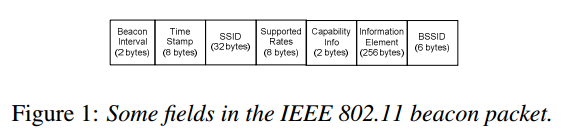 Beacon Interval (2 bytes)
Time Stamp (8 bytes)
SSID (32 bytes)
Supported Rates (8 bytes)
Capability Info (2 bytes)
Information Element (256 bytes)
BSSID (6 bytes)
Figure 1: Some fields in the IEEE 802.11 beacon packet.